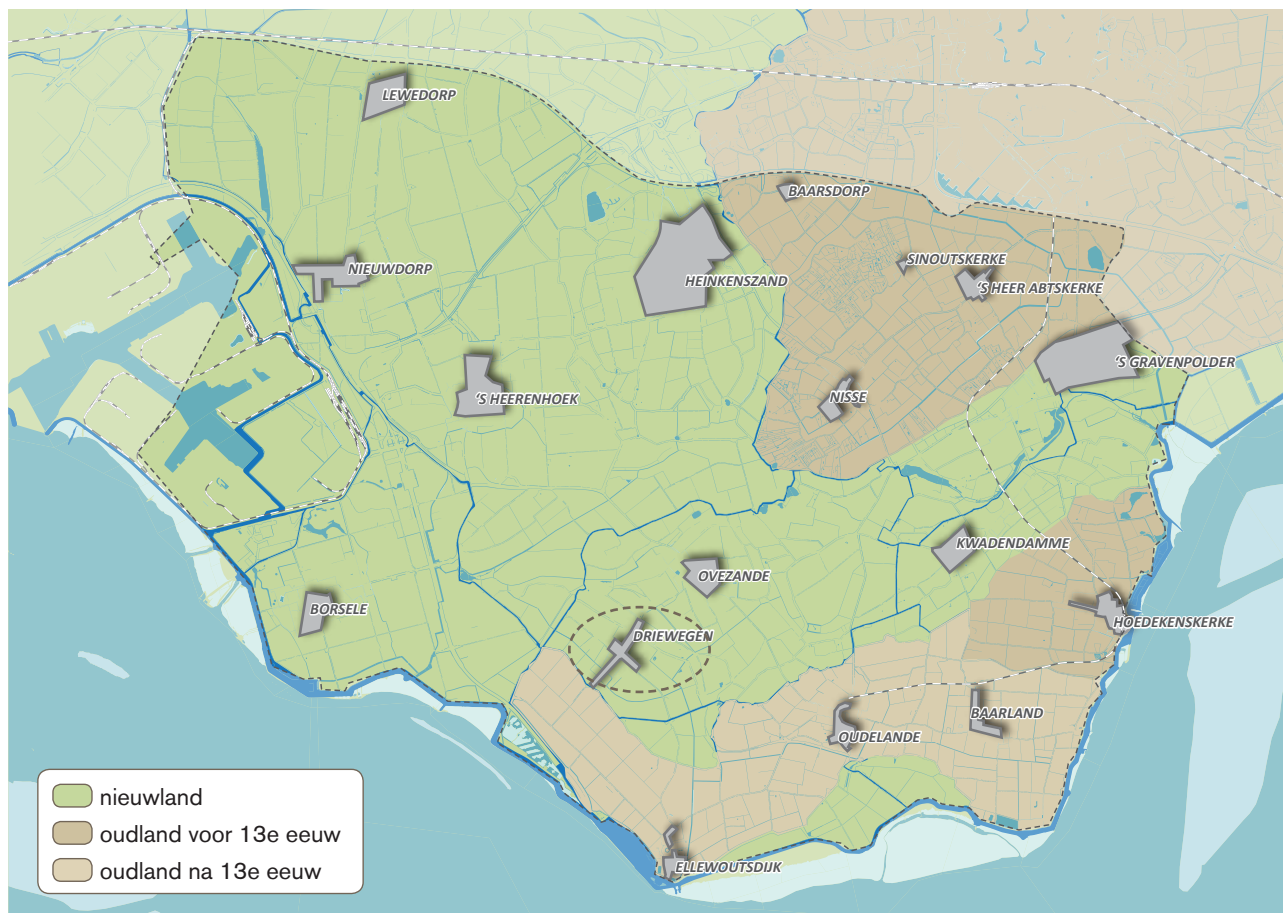 LEWEDORP
BAARSDORP
SINOUTSKERKE
NIEUWDORP
HEINKENSZAND
'S HEER ABTSKERKE
'S GRAVENPOLDER
'S HEERENHOEK
NISSE
KWADENDAMME
OVEZANDE
BORSELE
HOEDEKENSKERKE
DRIEWEGEN
BAARLAND
OUDELANDE
ELLEWOUTSDIJK
nieuwland
oudland voor 13e eeuw
oudland na 13e eeuw